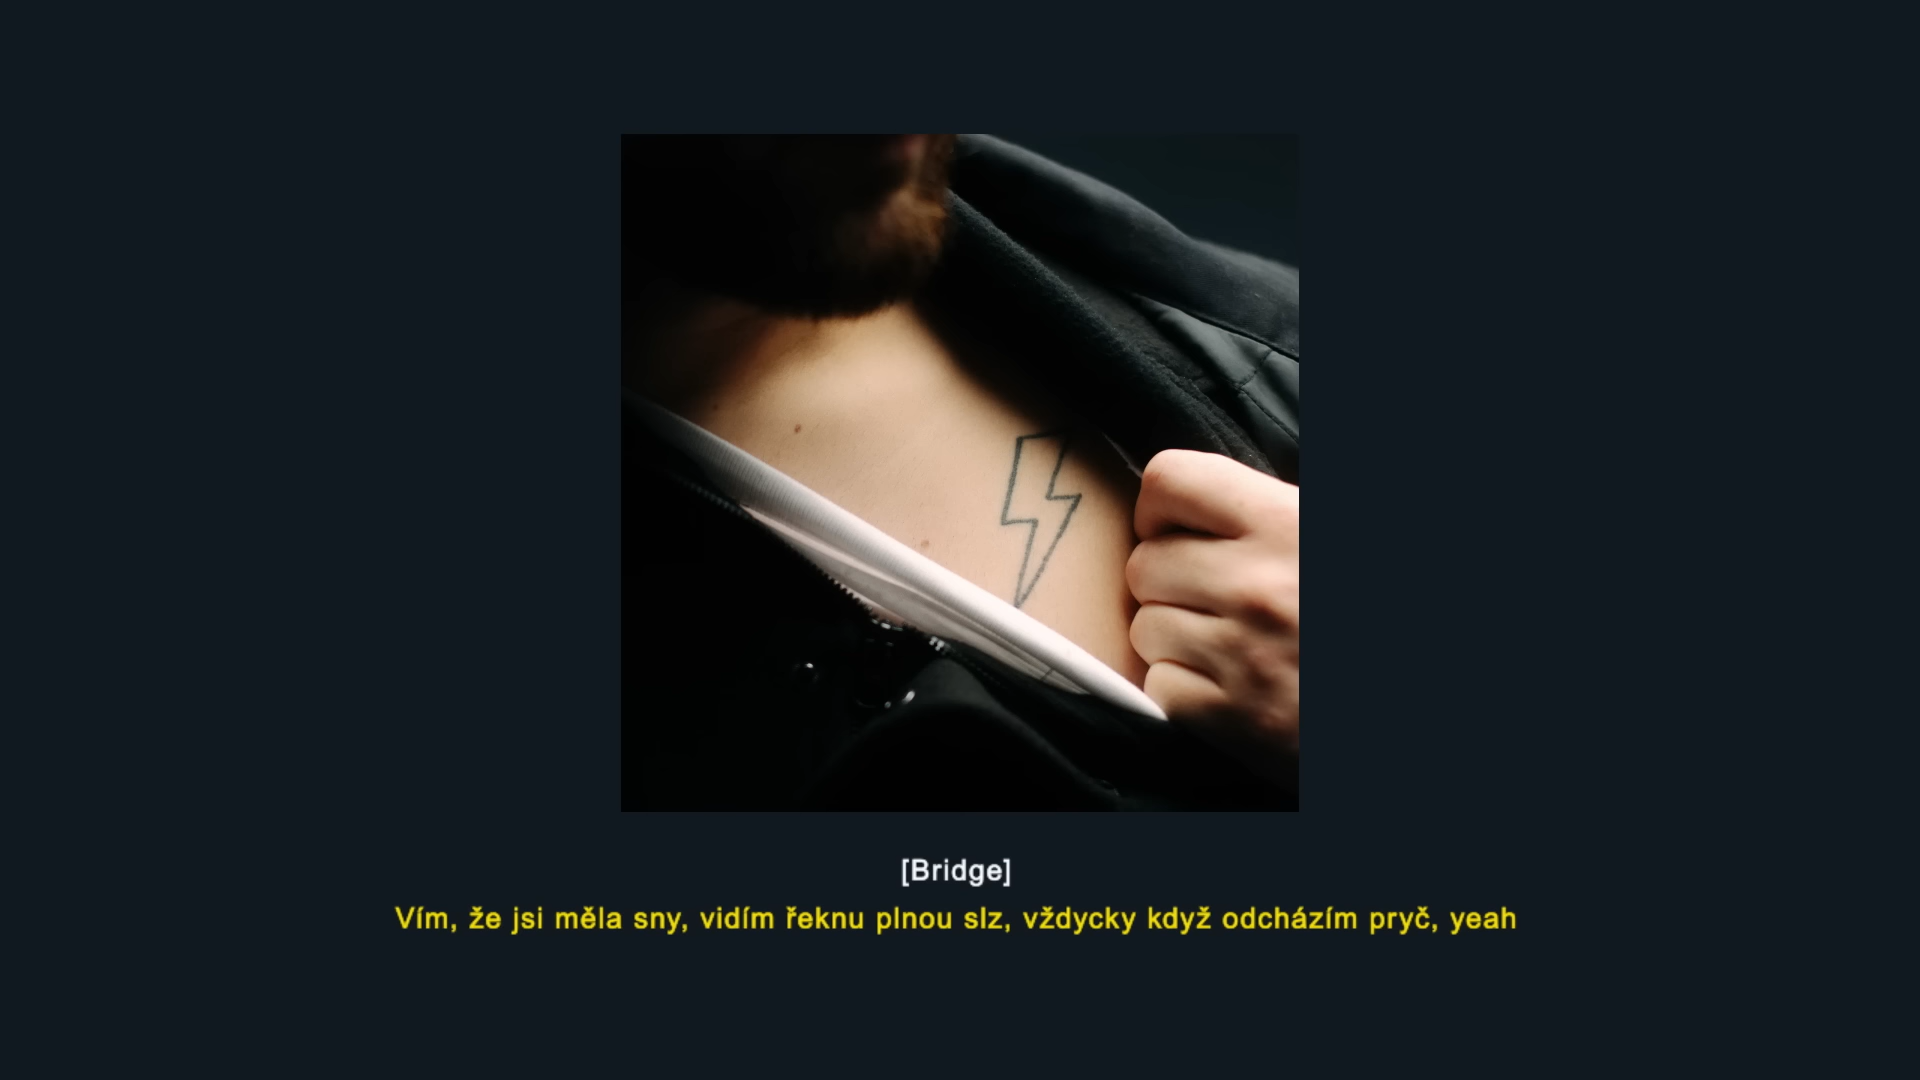 [Bridge]
Vím, že jsi měla sny, vidím řeknu plnou slz, vždycky když odcházím pryč, yeah